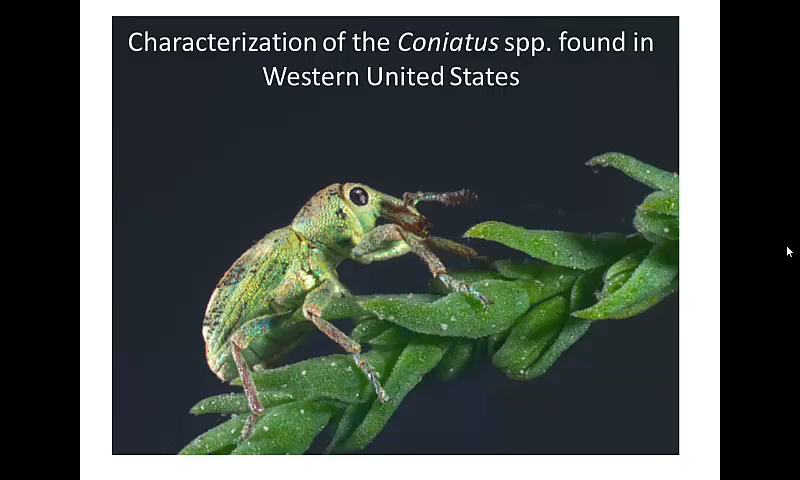 Characterization of the Coniatus spp. found in
Western United States